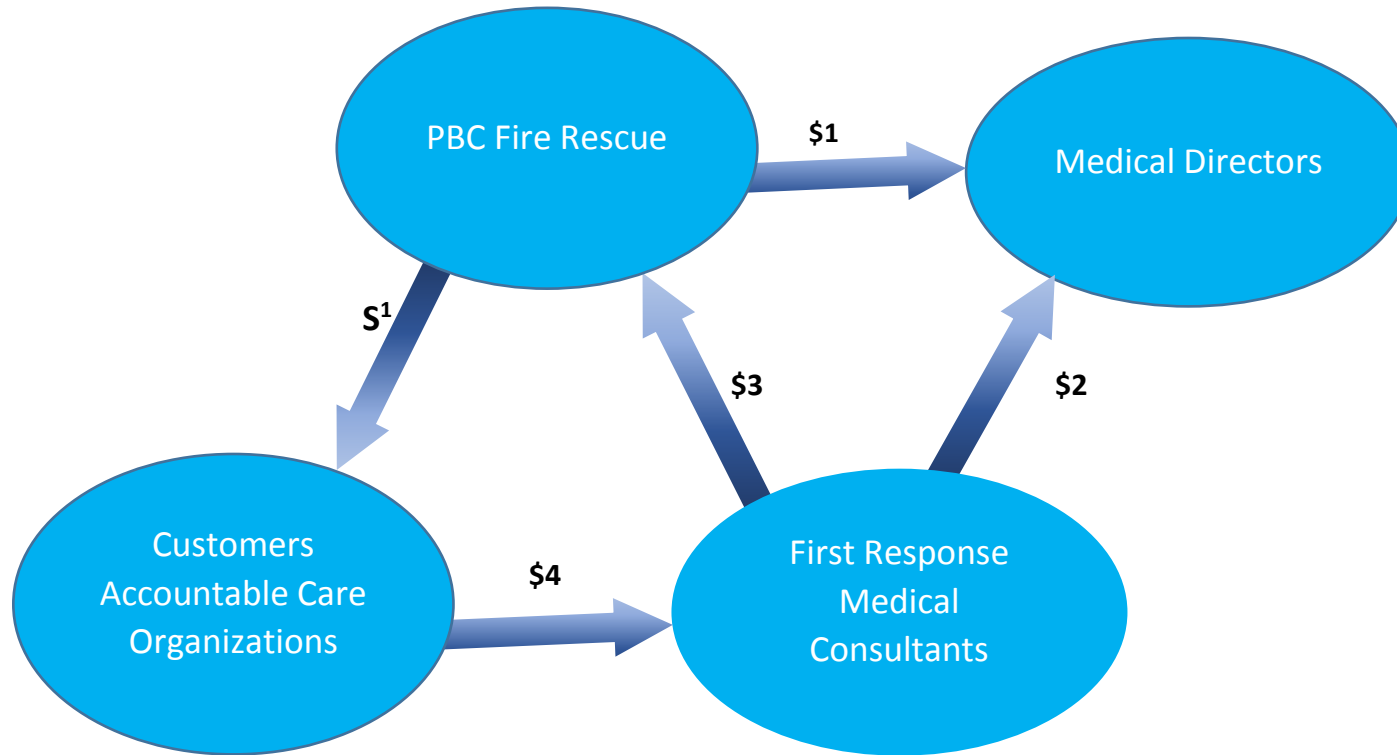 PBC Fire Rescue
$1
Medical Directors
S¹
$3
$2
Customers
Accountable Care
Organizations
$4
First Response
Medical
Consultants